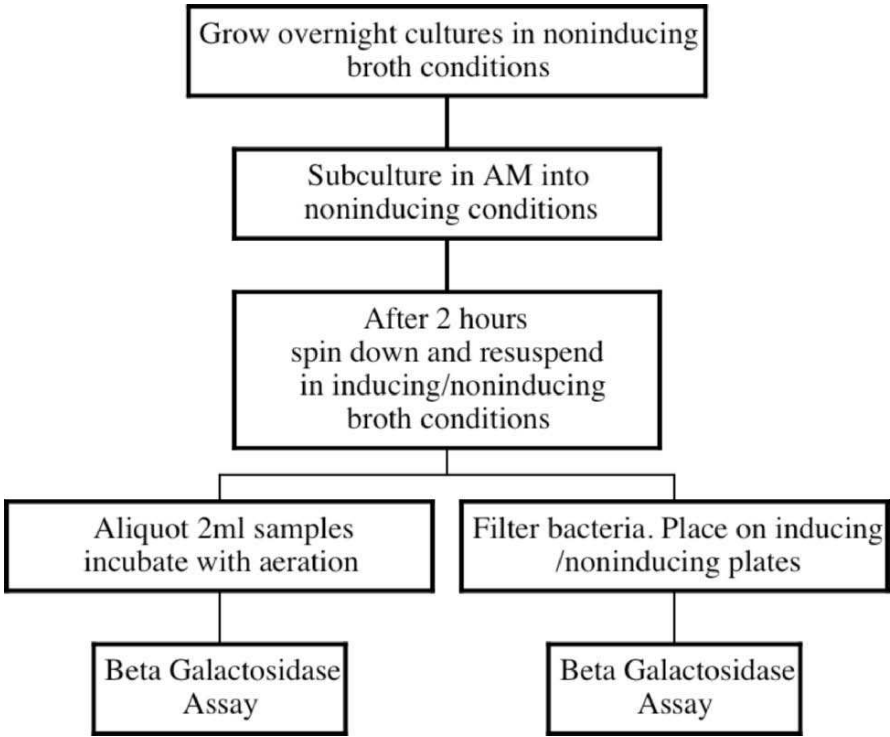 Grow overnight cultures in noninducing
broth conditions
Subculture in AM into
noninducing conditions
After 2 hours
spin down and resuspend
in inducing/noninducing
broth conditions
Aliquot 2ml samples
incubate with aeration
Filter bacteria. Place on inducing
/noninducing plates
Beta Galactosidase
Assay
Beta Galactosidase
Assay